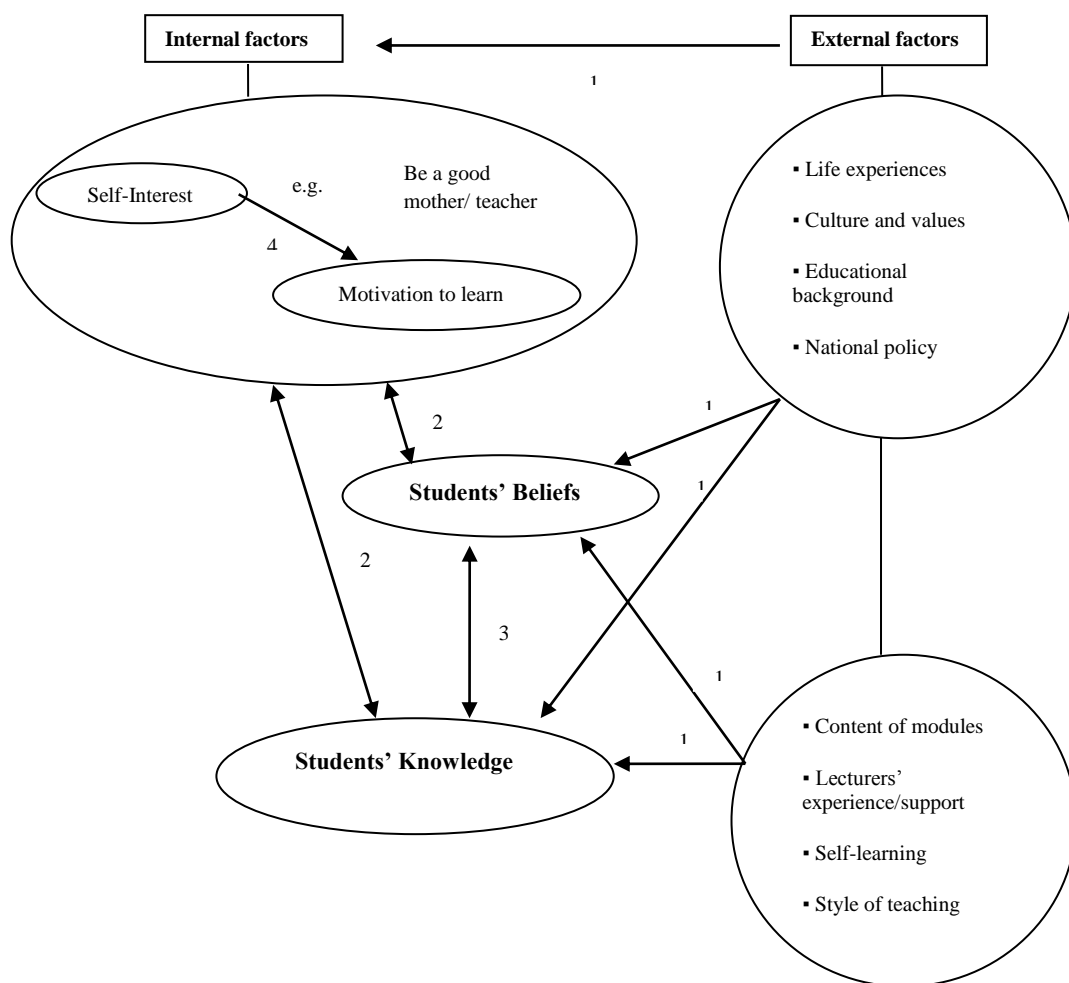 Internal factors
External factors
1
▪ Life experiences
Self-Interest
e.g.
Be a good
mother/ teacher
▪ Culture and values
4
▪ Educational
background
Motivation to learn
▪ National policy
2
1
Students’ Beliefs
1
2
3
1
▪ Content of modules
1
Students’ Knowledge
▪ Lecturers’
experience/support
▪ Self-learning
▪ Style of teaching